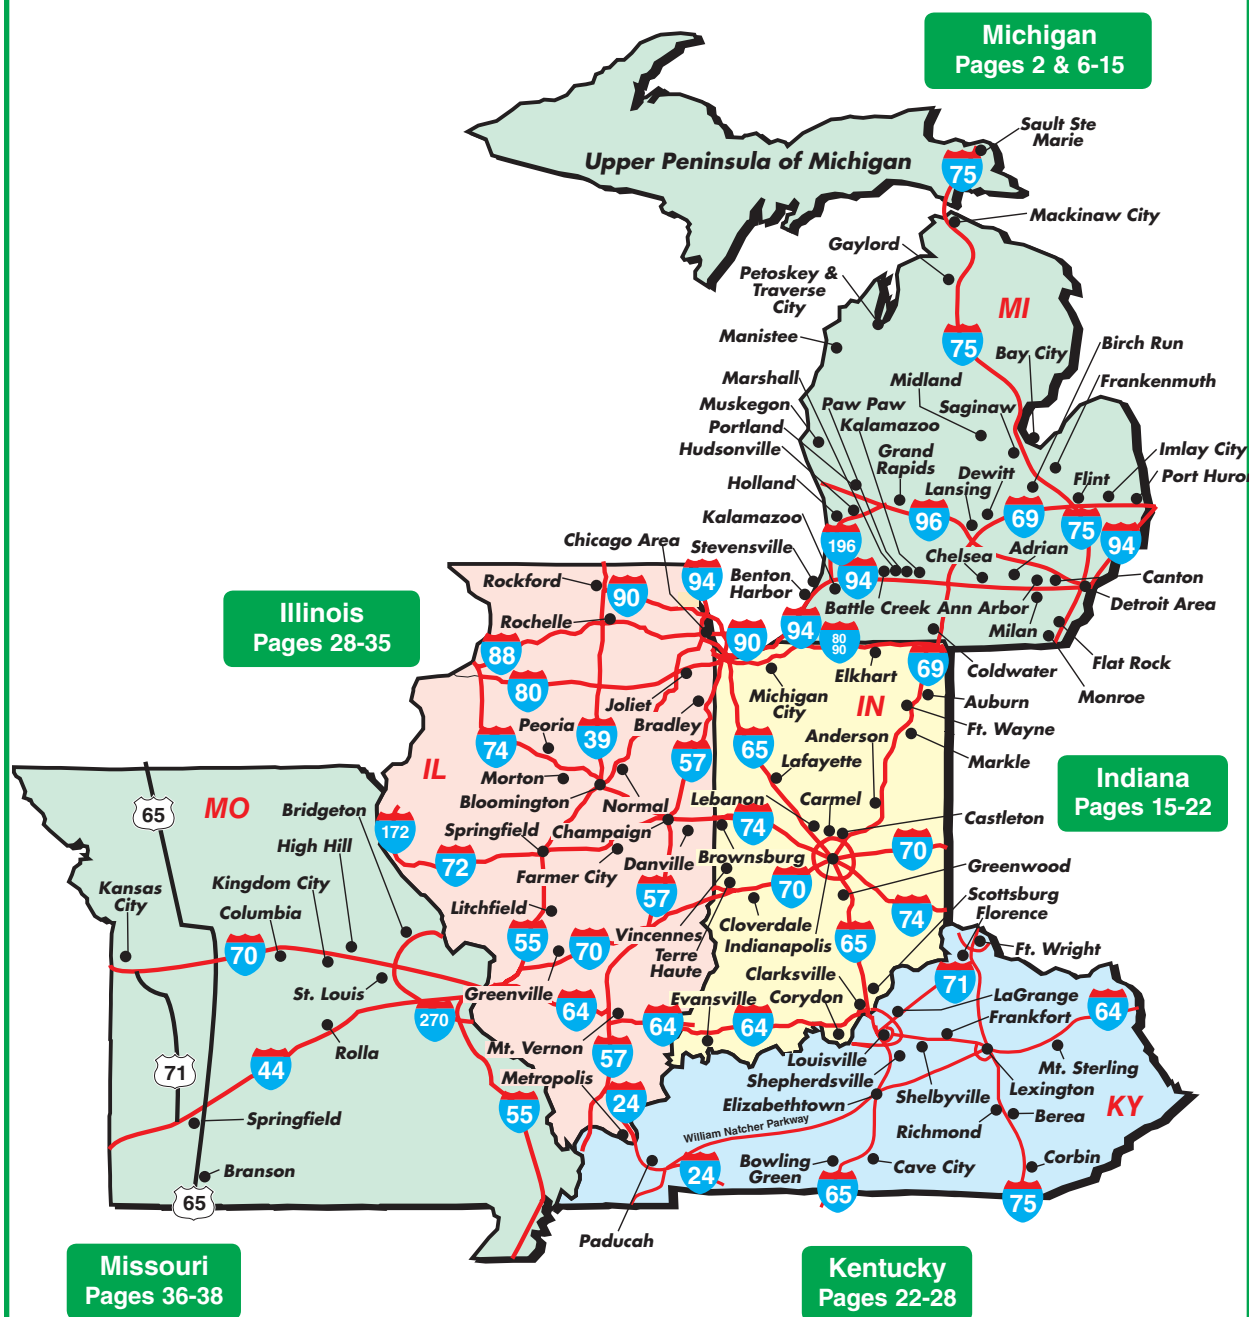 Michigan
Pages 2 & 6-15
Sault Ste
Marie
Upper Peninsula of Michigan
75
Mackinaw City
Gaylord
Petoskey &
Traverse
City
MI
Manistee
75
Bay City
Birch Run
Marshall
Midland
Frankenmuth
Muskegon
Paw Paw
Saginaw
Portland
Kalamazoo
Hudsonville
Grand
Rapids
Imlay City
Holland
Dewitt
Lansing
Flint
Port Huron
Kalamazoo
96
69
75
94
196
Chicago Area
Stevensville
Chelsea
Adrian
Rockford
94
Benton
Harbor
94
Canton
90
Battle Creek
Ann Arbor
Detroit Area
Illinois
Pages 28-35
Rochelle
Milan
88
90
94
80
90
Flat Rock
Elkhart
69
Coldwater
80
Joliet
Michigan
City
Monroe
Auburn
Peoria
Bradley
IN
Ft. Wayne
74
39
57
65
Anderson
Markle
IL
Morton
Lafayette
Indiana
Pages 15-22
MO
65
Bridgeton
Bloomington
Normal
Lebanon
Carmel
172
Springfield
Champaign
74
Castleton
High Hill
72
Danville
Brownsburg
70
Farmer City
Greenwood
Kansas
City
Kingdom City
57
70
Scottsburg
Columbia
Litchfield
Cloverdale
74
Florence
70
55
70
Vincennes
Indianapolis
65
Ft. Wright
Terre
Haute
St. Louis
Greenville
Clarksville
71
Evansville
Corydon
LaGrange
270
64
64
64
Frankfort
64
Rolla
Mt. Vernon
Louisville
71
44
57
Shepherdsville
Mt. Sterling
Metropolis
Lexington
55
24
Elizabethtown
Shelbyville
KY
Springfield
William Natcher Parkway
Richmond
Berea
Branson
Bowling
Green
Cave City
Corbin
65
24
65
75
Paducah
Missouri
Pages 36-38
Kentucky
Pages 22-28